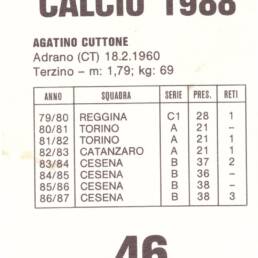 CALCIO 1988
AGATINO CUTTONE
Adrano (CT) 18.2.1960
Terzino – m: 1,79; kg: 69
ANNO SQUADRA SERIE PRES. RETI
79/80 REGGINA C1 28 1
80/81 TORINO A 21 –
81/82 TORINO A 21 1
82/83 CATANZARO A 21 1
83/84 CESENA B 37 2
84/85 CESENA B 36 –
85/86 CESENA B 38 –
86/87 CESENA B 38 3
46